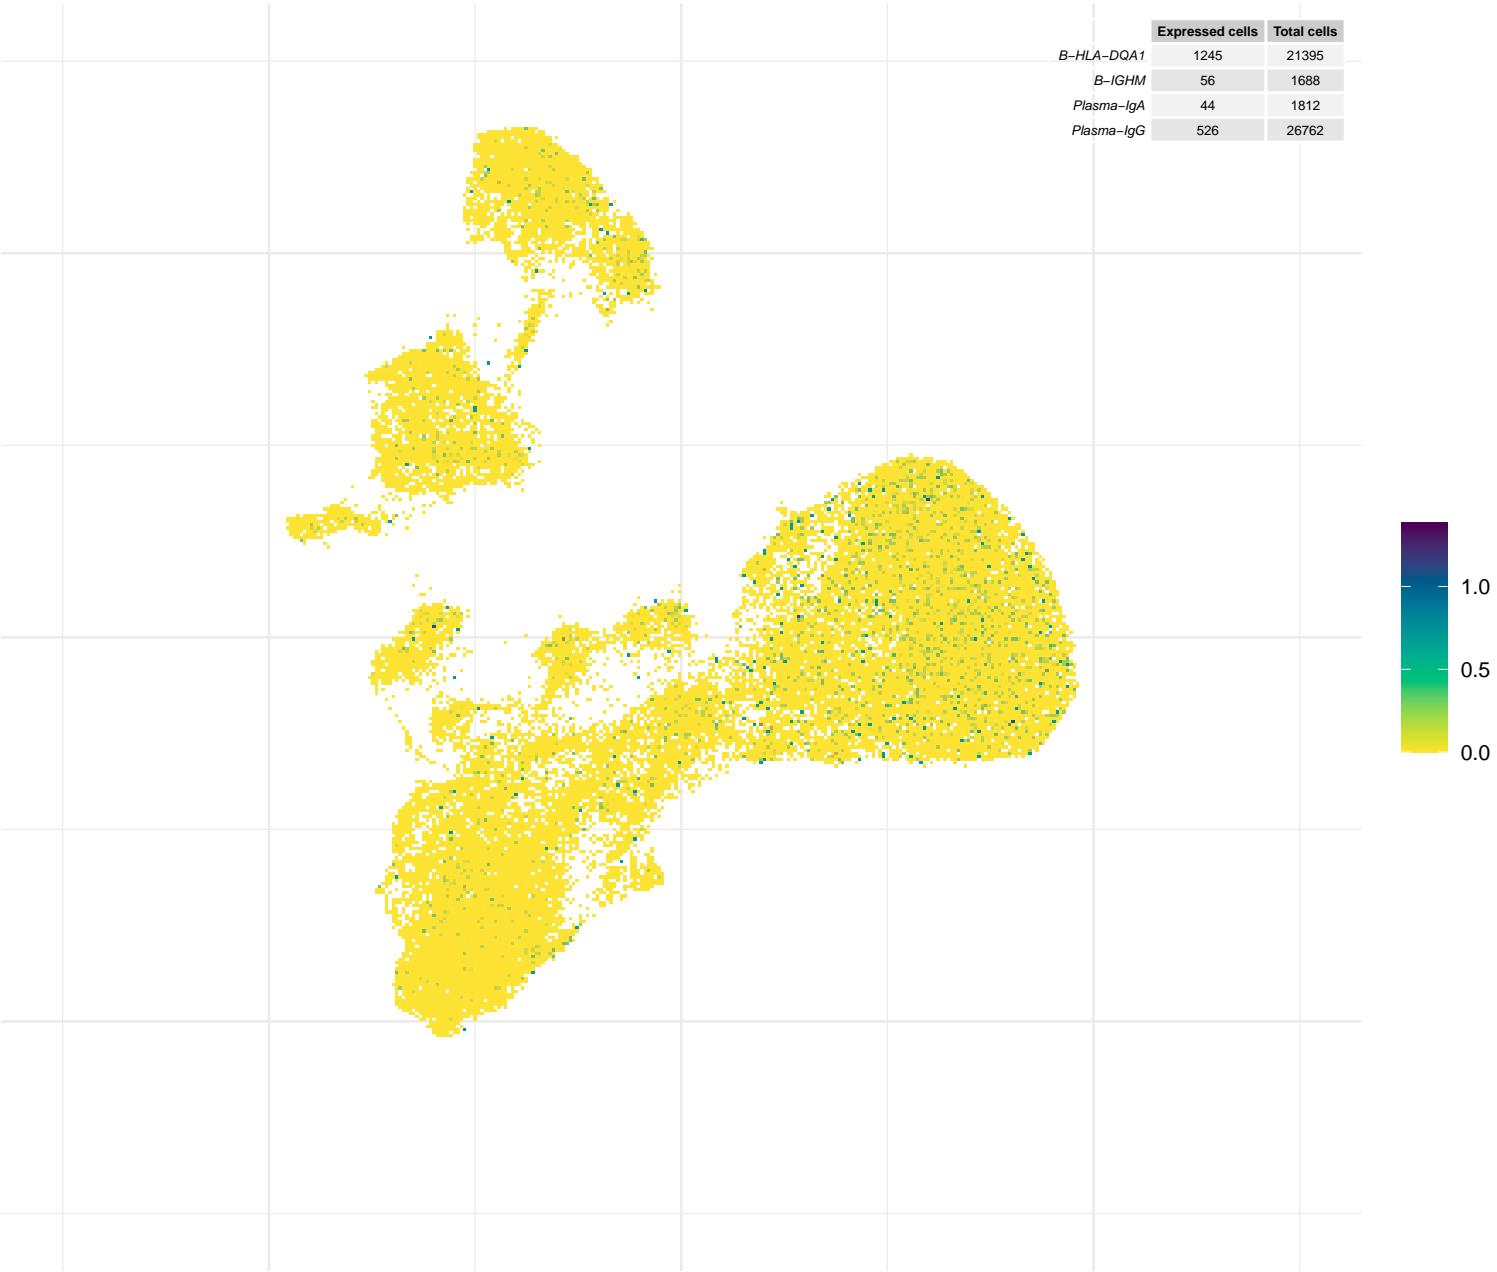 Expressed cells Total cells
B−HLA−DQA1 1245 21395
B−IGHM 56 1688
Plasma−IgA 44 1812
Plasma−IgG 526 26762
1.0
0.5
0.0